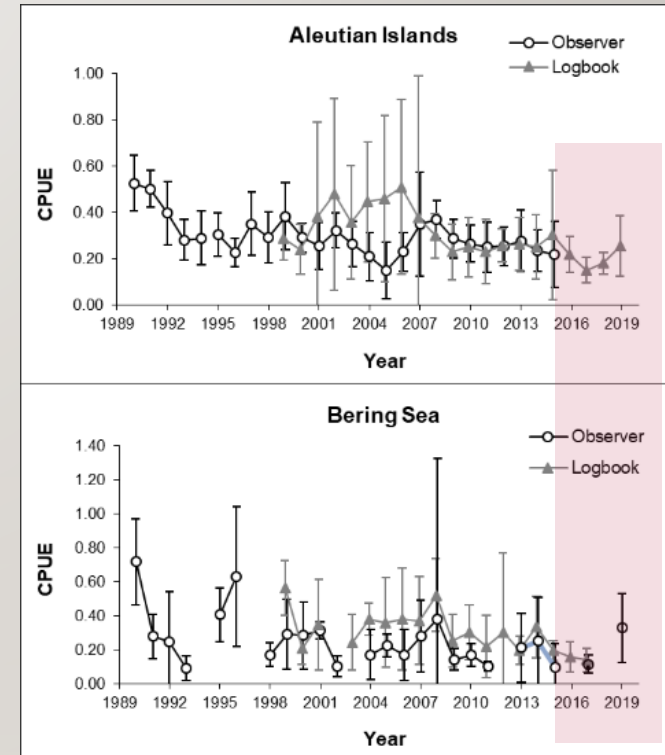 Aleutian Islands
Observer
Logbook
1.00
0.80
0.60
0.40
0.20
0.00
CPUE
1989 1992 1995 1998 2001 2004 2007 2010 2013 2016 2019
Year
Bering Sea
Observer
Logbook
1.40
1.20
1.00
0.80
0.60
0.40
0.20
0.00
CPUE
1989 1992 1995 1998 2001 2004 2007 2010 2013 2016 2019
Year